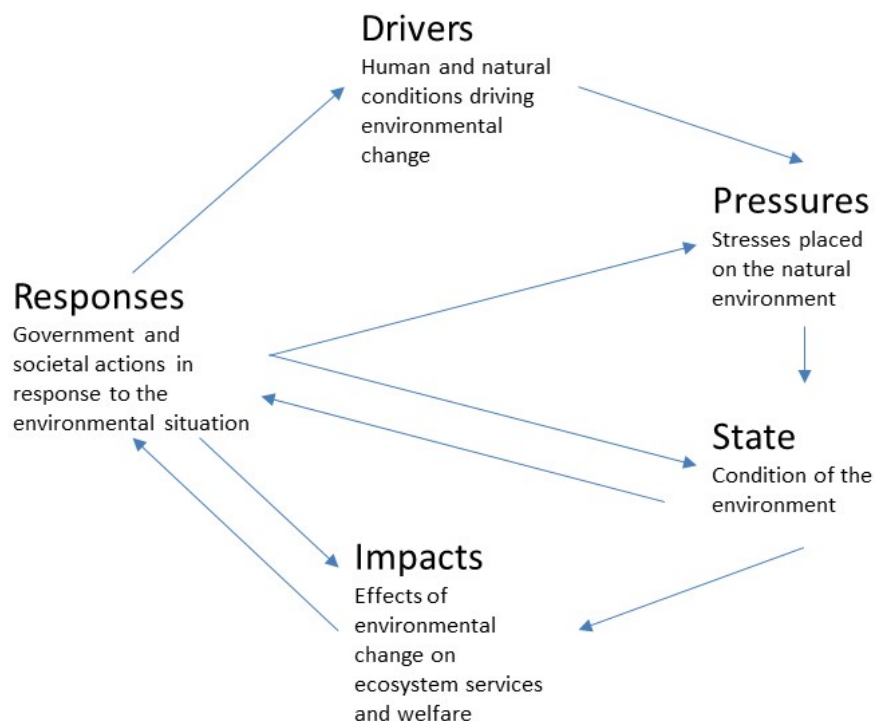 Drivers
Human and natural
conditions driving
environmental
change
Pressures
Stresses placed
on the natural
environment
Responses
Government and
societal actions in
response to the
environmental situation
State
Condition of the
environment
Impacts
Effects of
environmental
change on
ecosystem services
and welfare